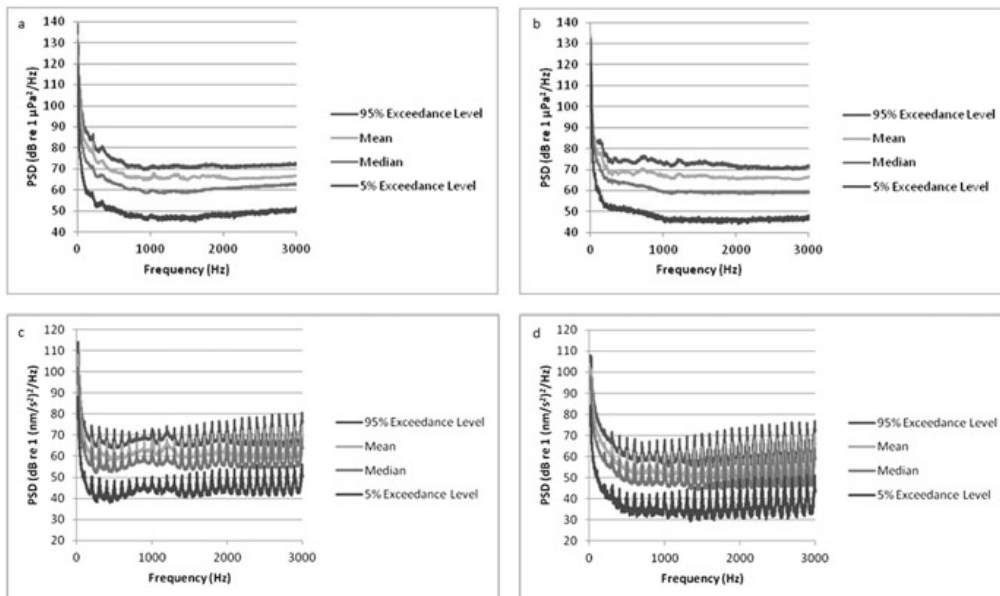 a
140
130
120
110
100
90
80
70
60
50
40
PSD (dB re 1 µPa²/Hz)
0 1000 2000 3000
Frequency (Hz)
95% Exceedance Level
Mean
Median
5% Exceedance Level
b
140
130
120
110
100
90
80
70
60
50
40
PSD (dB re 1 µPa²/Hz)
0 1000 2000 3000
Frequency (Hz)
95% Exceedance Level
Mean
Median
5% Exceedance Level
c
120
110
100
90
80
70
60
50
40
30
20
PSD (dB re 1 (nm/s²)²/Hz)
0 1000 2000 3000
Frequency (Hz)
95% Exceedance Level
Mean
Median
5% Exceedance Level
d
120
110
100
90
80
70
60
50
40
30
20
PSD (dB re 1 (nm/s²)²/Hz)
0 1000 2000 3000
Frequency (Hz)
95% Exceedance Level
Mean
Median
5% Exceedance Level